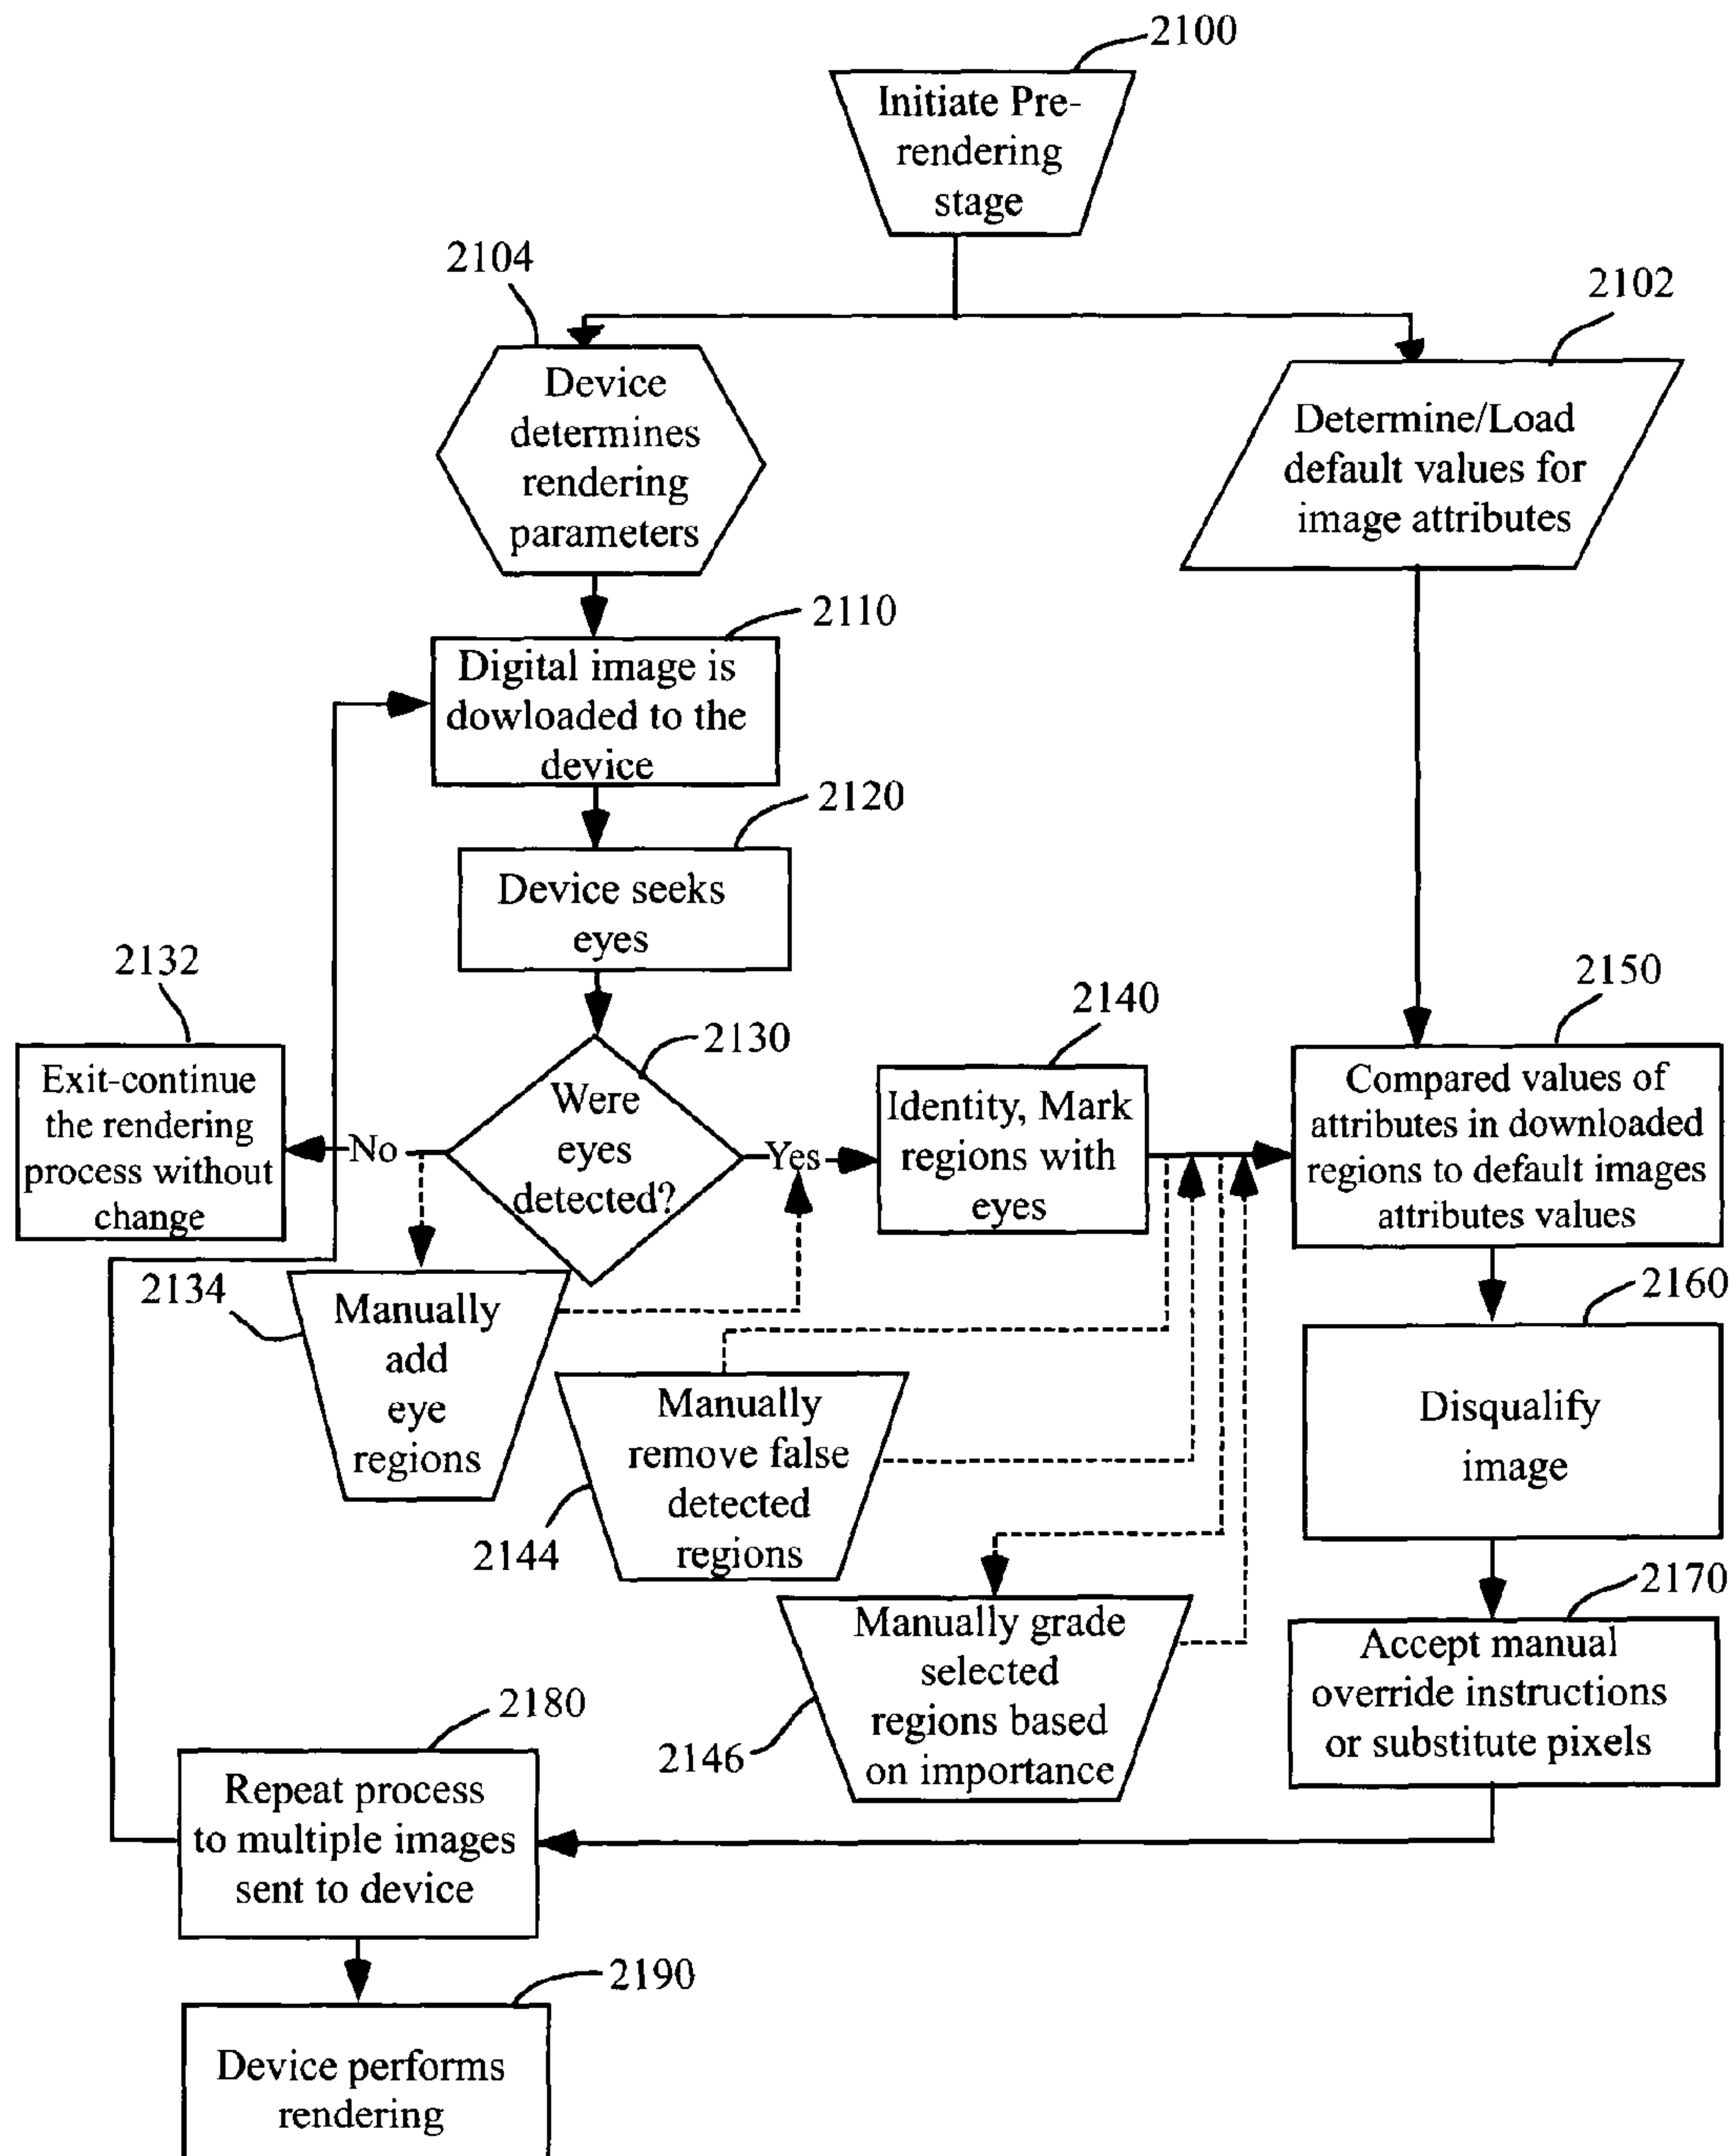 2100
Initiate Pre-
rendering
stage
2104
2102
Device
determines
rendering
parameters
Determine/Load
default values for
image attributes
2110
Digital image is
dowloaded to the
device
2120
Device seeks
eyes
2132
Exit-continue
the rendering
process without
change
No
2130
Were
eyes
detected?
Yes
2140
Identity, Mark
regions with
eyes
2150
Compared values of
attributes in downloaded
regions to default images
attributes values
2134
Manually
add
eye
regions
2144
Manually
remove false
detected
regions
2146
Manually grade
selected
regions based
on importance
2160
Disqualify
image
2170
Accept manual
override instructions
or substitute pixels
2180
Repeat process
to multiple images
sent to device
2190
Device performs
rendering